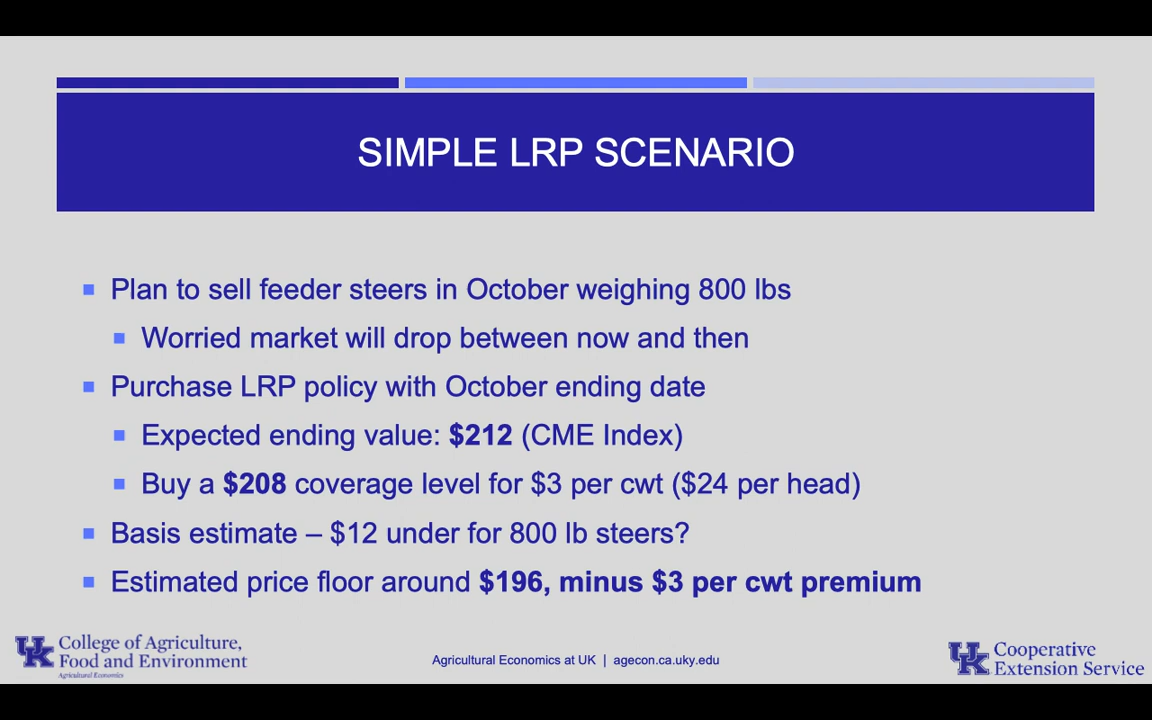 SIMPLE LRP SCENARIO
Plan to sell feeder steers in October weighing 800 lbs
Worried market will drop between now and then
Purchase LRP policy with October ending date
Expected ending value: $212 (CME Index)
Buy a $208 coverage level for $3 per cwt ($24 per head)
Basis estimate – $12 under for 800 lb steers?
Estimated price floor around $196, minus $3 per cwt premium
UK College of Agriculture,
Food and Environment
Agricultural Economics
Agricultural Economics at UK | agecon.ca.uky.edu
UK Cooperative
Extension Service